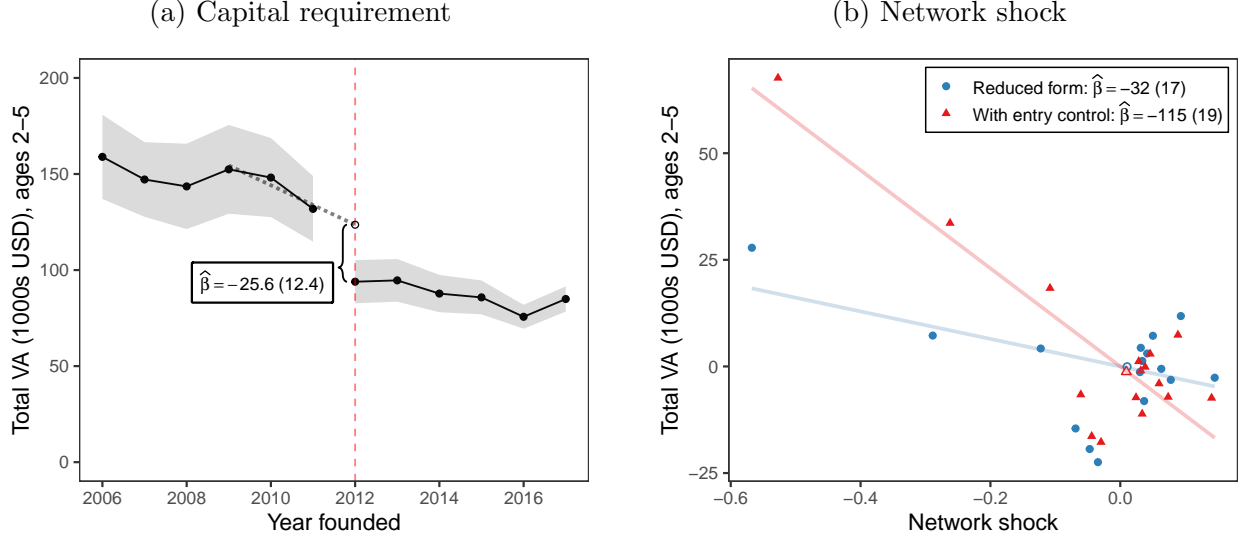 (a) Capital requirement
Total VA (1000s USD), ages 2–5
200
150
100
50
0
β̂ = −25.6 (12.4)
2006
2008
2010
2012
2014
2016
Year founded
(b) Network shock
Total VA (1000s USD), ages 2–5
50
25
0
−25
Reduced form: β̂ = −32 (17)
With entry control: β̂ = −115 (19)
−0.6
−0.4
−0.2
0.0
Network shock